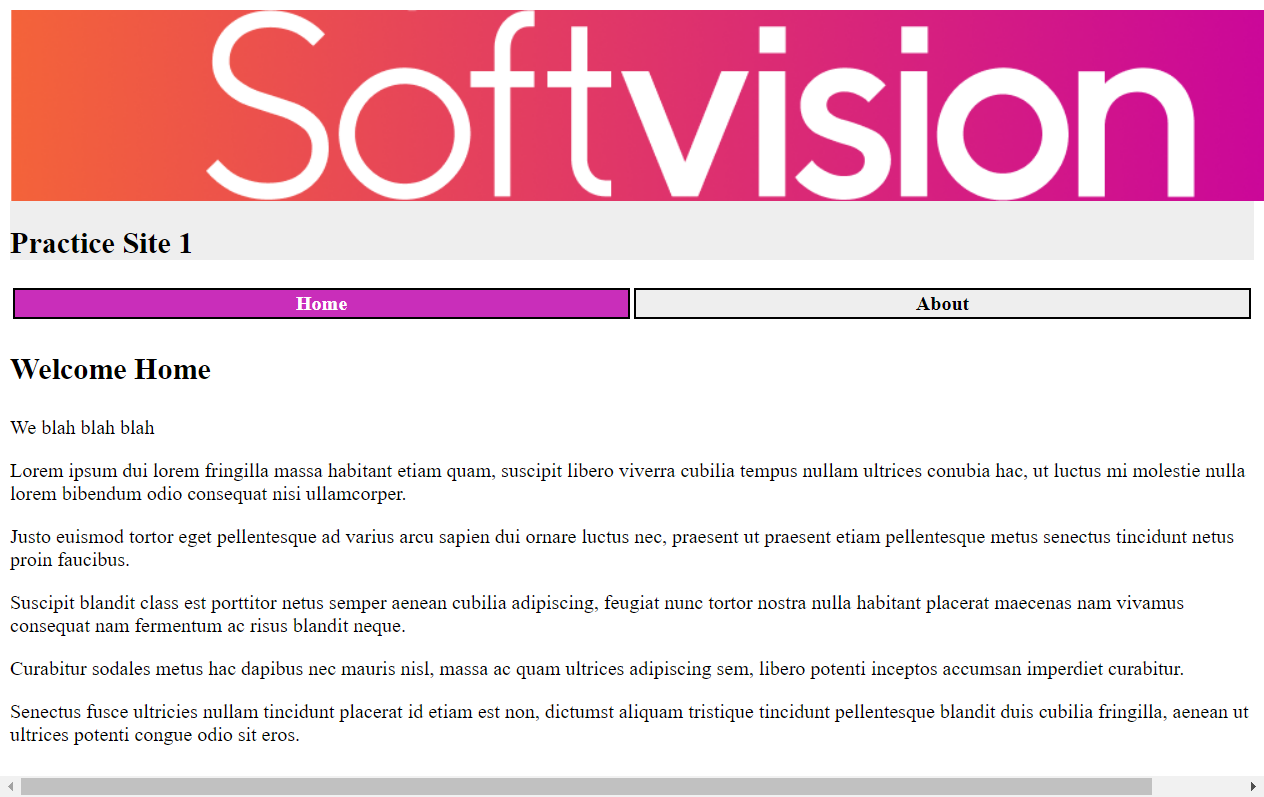 Softvision
Practice Site 1
Home About
Welcome Home
We blah blah blah
Lorem ipsum dui lorem fringilla massa habitant etiam quam, suscipit libero viverra cubilia tempus nullam ultrices conubia hac, ut luctus mi molestie nulla
lorem bibendum odio consequat nisi ullamcorper.
Justo euismod tortor eget pellentesque ad varius arcu sapien dui ornare luctus nec, praesent ut praesent etiam pellentesque metus senectus tincidunt netus
proin faucibus.
Suscipit blandit class est porttitor netus semper aenean cubilia adipiscing, feugiat nunc tortor nostra nulla habitant placerat maecenas nam vivamus
consequat nam fermentum ac risus blandit neque.
Curabitur sodales metus hac dapibus nec mauris nisl, massa ac quam ultrices adipiscing sem, libero potenti inceptos accumsan imperdiet curabitur.
Senectus fusce ultricies nullam tincidunt placerat id etiam est non, dictumst aliquam tristique tincidunt pellentesque blandit duis cubilia fringilla, aenean ut
ultrices potenti congue odio sit eros.